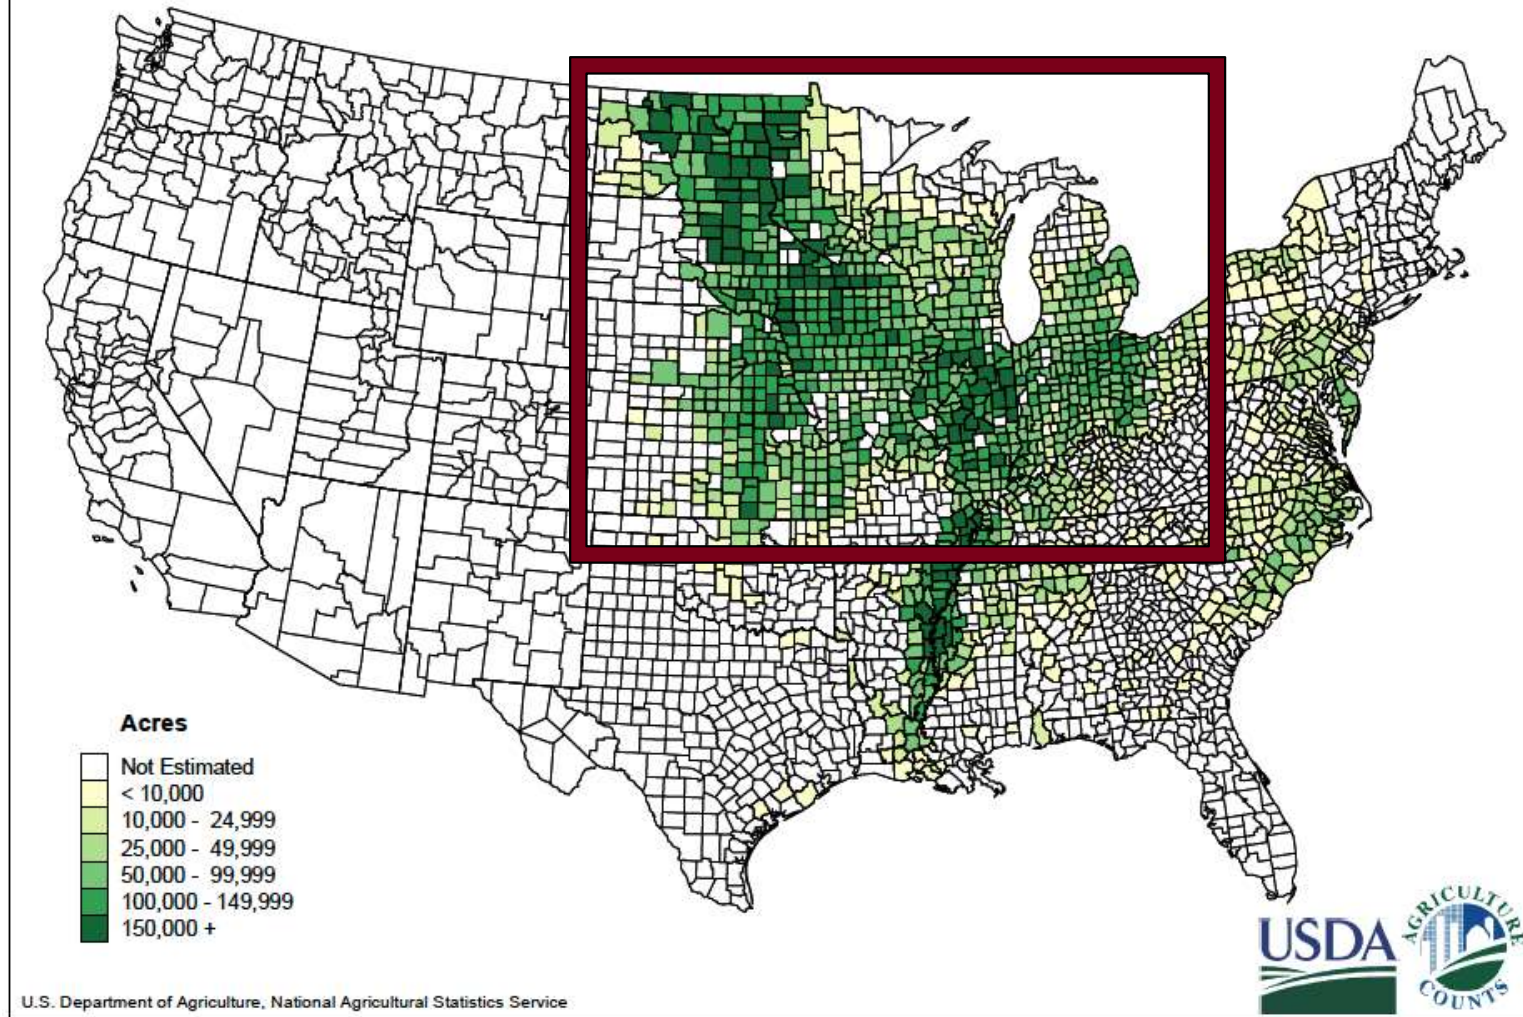 Acres
Not Estimated
< 10,000
10,000 - 24,999
25,000 - 49,999
50,000 - 99,999
100,000 - 149,999
150,000 +
USDA
AGRICULTURE
COUNTS
U.S. Department of Agriculture, National Agricultural Statistics Service